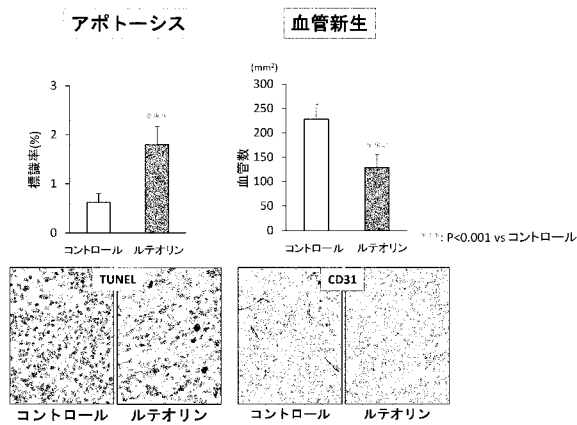 アポトーシス
血管新生
(mm²)
標識率(%)
3
2
1
0
コントロール
ルテオリン
血管数
300
250
200
150
100
50
0
コントロール
ルテオリン
: P<0.001 vs コントロール
TUNEL
コントロール
ルテオリン
CD31
コントロール
ルテオリン